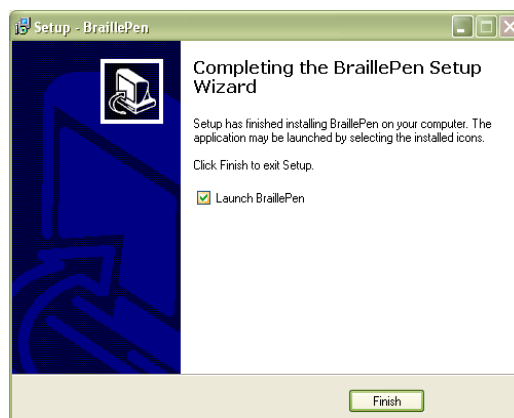 Setup - BraillePen
Completing the BraillePen Setup
Wizard
Setup has finished installing BraillePen on your computer. The
application may be launched by selecting the installed icons.
Click Finish to exit Setup.
Launch BraillePen
Finish